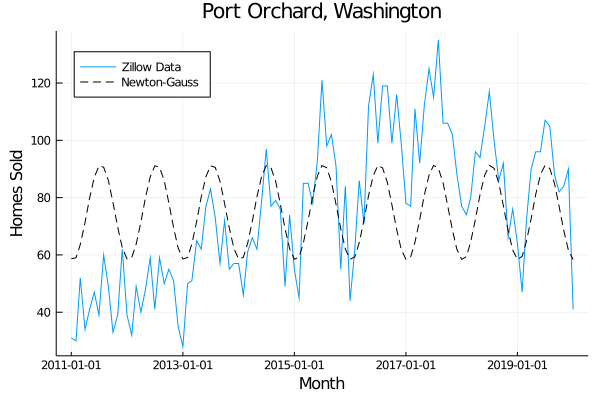 Port Orchard, Washington
Zillow Data
Newton-Gauss
120
100
80
60
40
Homes Sold
2011-01-01 2013-01-01 2015-01-01 2017-01-01 2019-01-01
Month